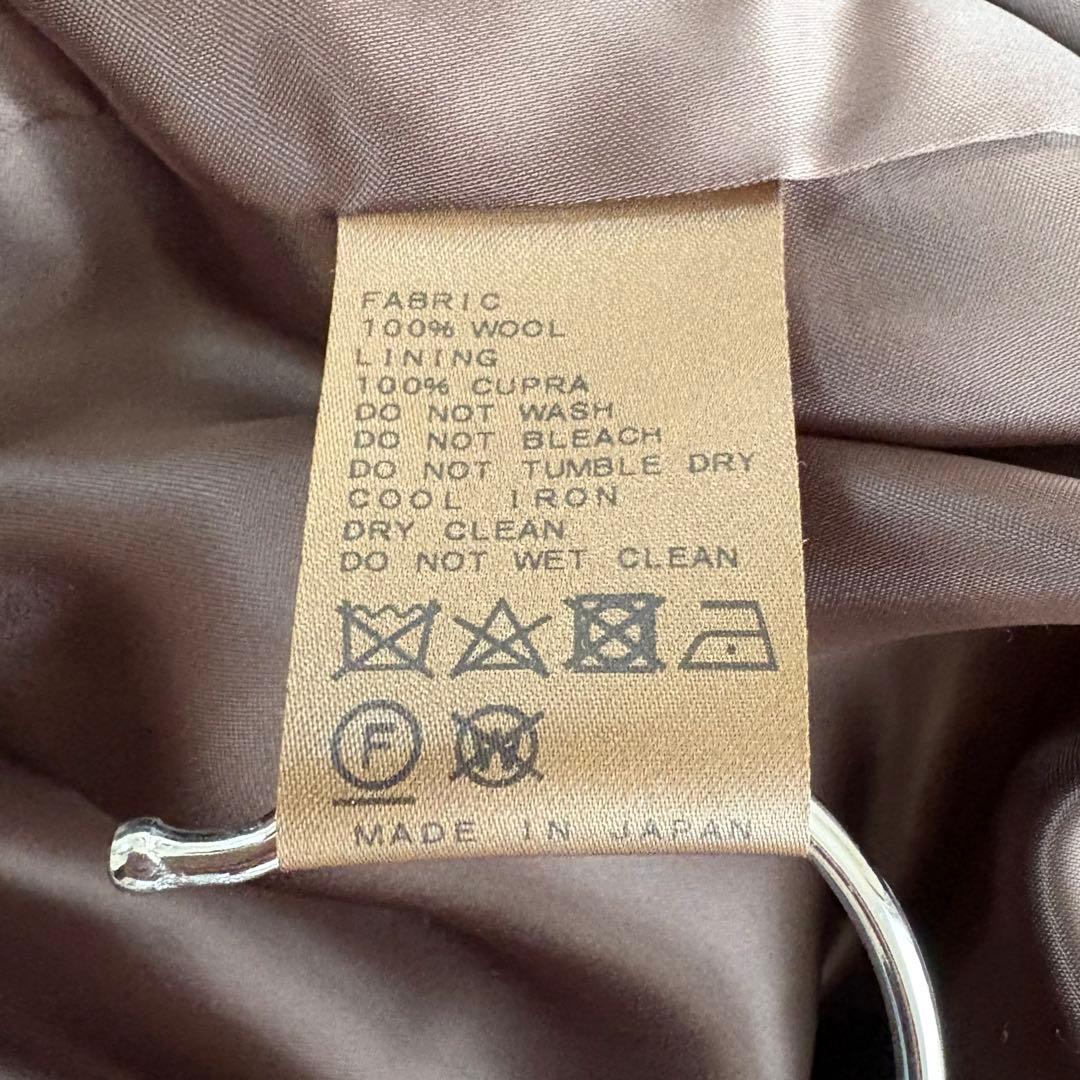 FABRIC
100% WOOL
LINING
100% CUPRA
DO NOT WASH
DO NOT BLEACH
DO NOT TUMBLE DRY
COOL IRON
DRY CLEAN
DO NOT WET CLEAN
F W
MADE IN JAPAN